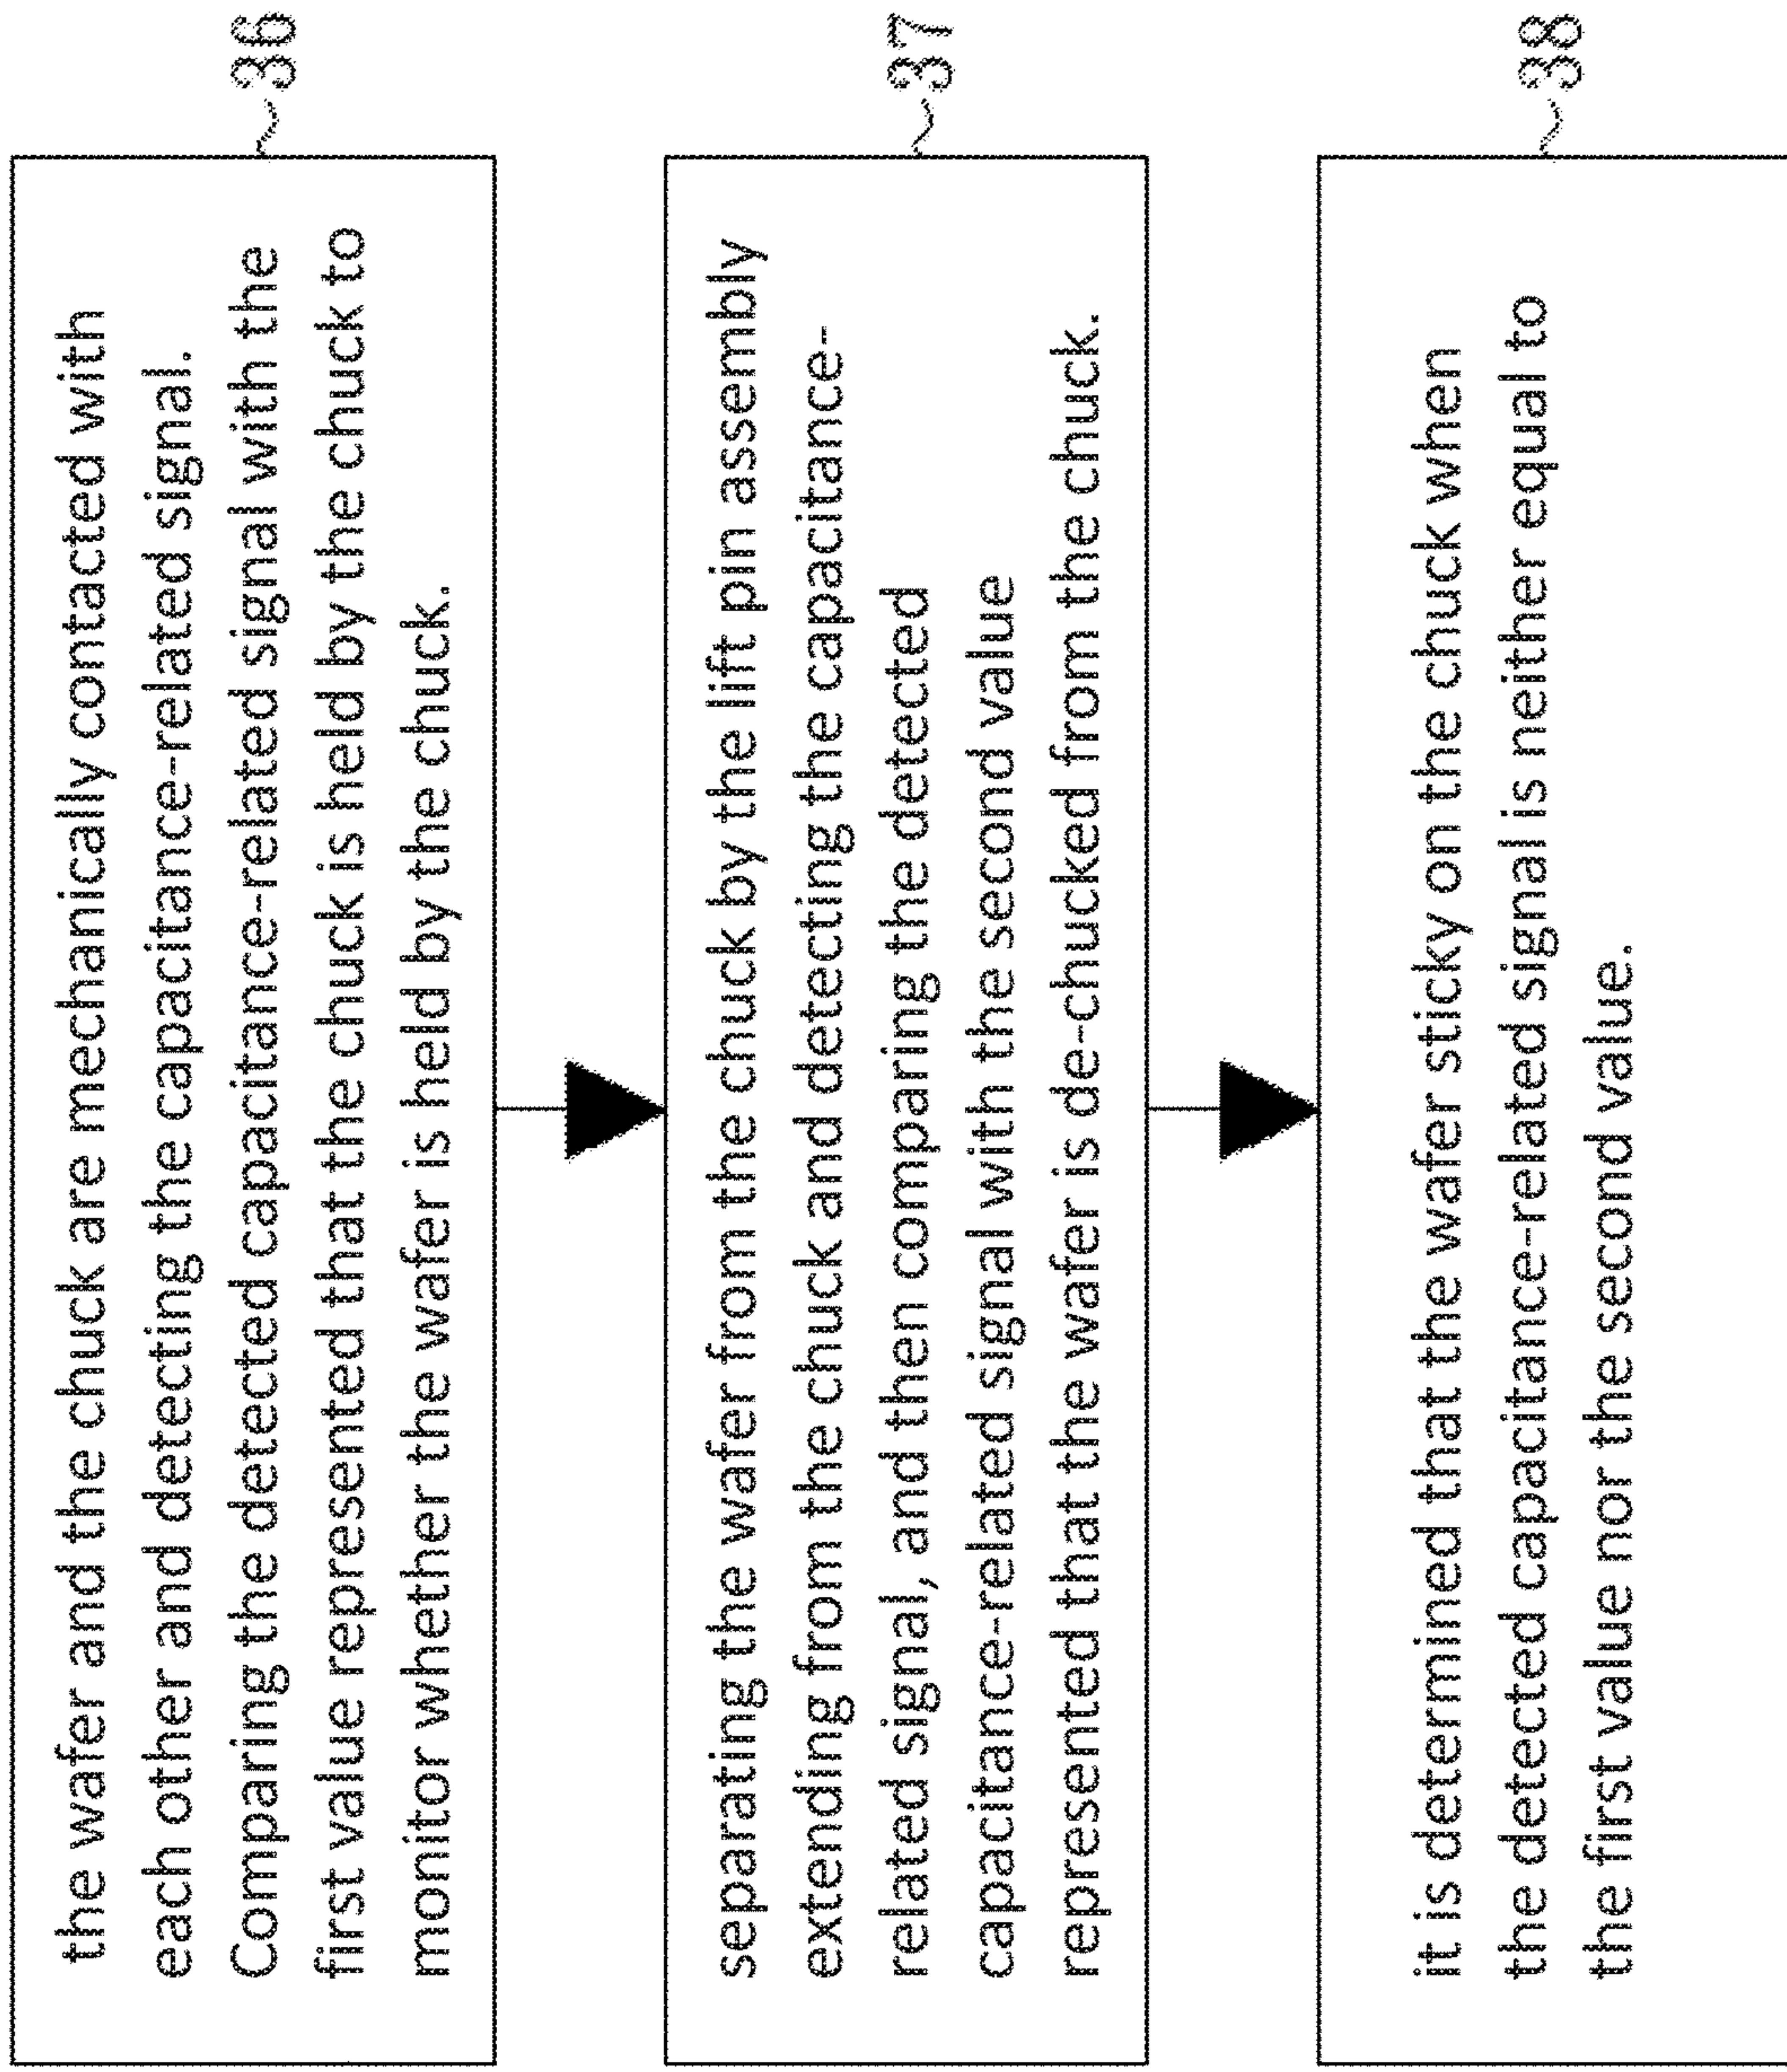 the wafer and the chuck are mechanically contacted with
each other and detecting the capacitance-related signal.
Comparing the detected capacitance-related signal with the
first value represented that the chuck is held by the chuck to
monitor whether the wafer is held by the chuck.
36
separating the wafer from the chuck by the lift pin assembly
extending from the chuck and detecting the capacitance-
related signal, and then comparing the detected
capacitance-related signal with the second value
represented that the wafer is de-chucked from the chuck.
37
it is determined that the wafer sticky on the chuck when
the detected capacitance-related signal is neither equal to
the first value nor the second value.
38